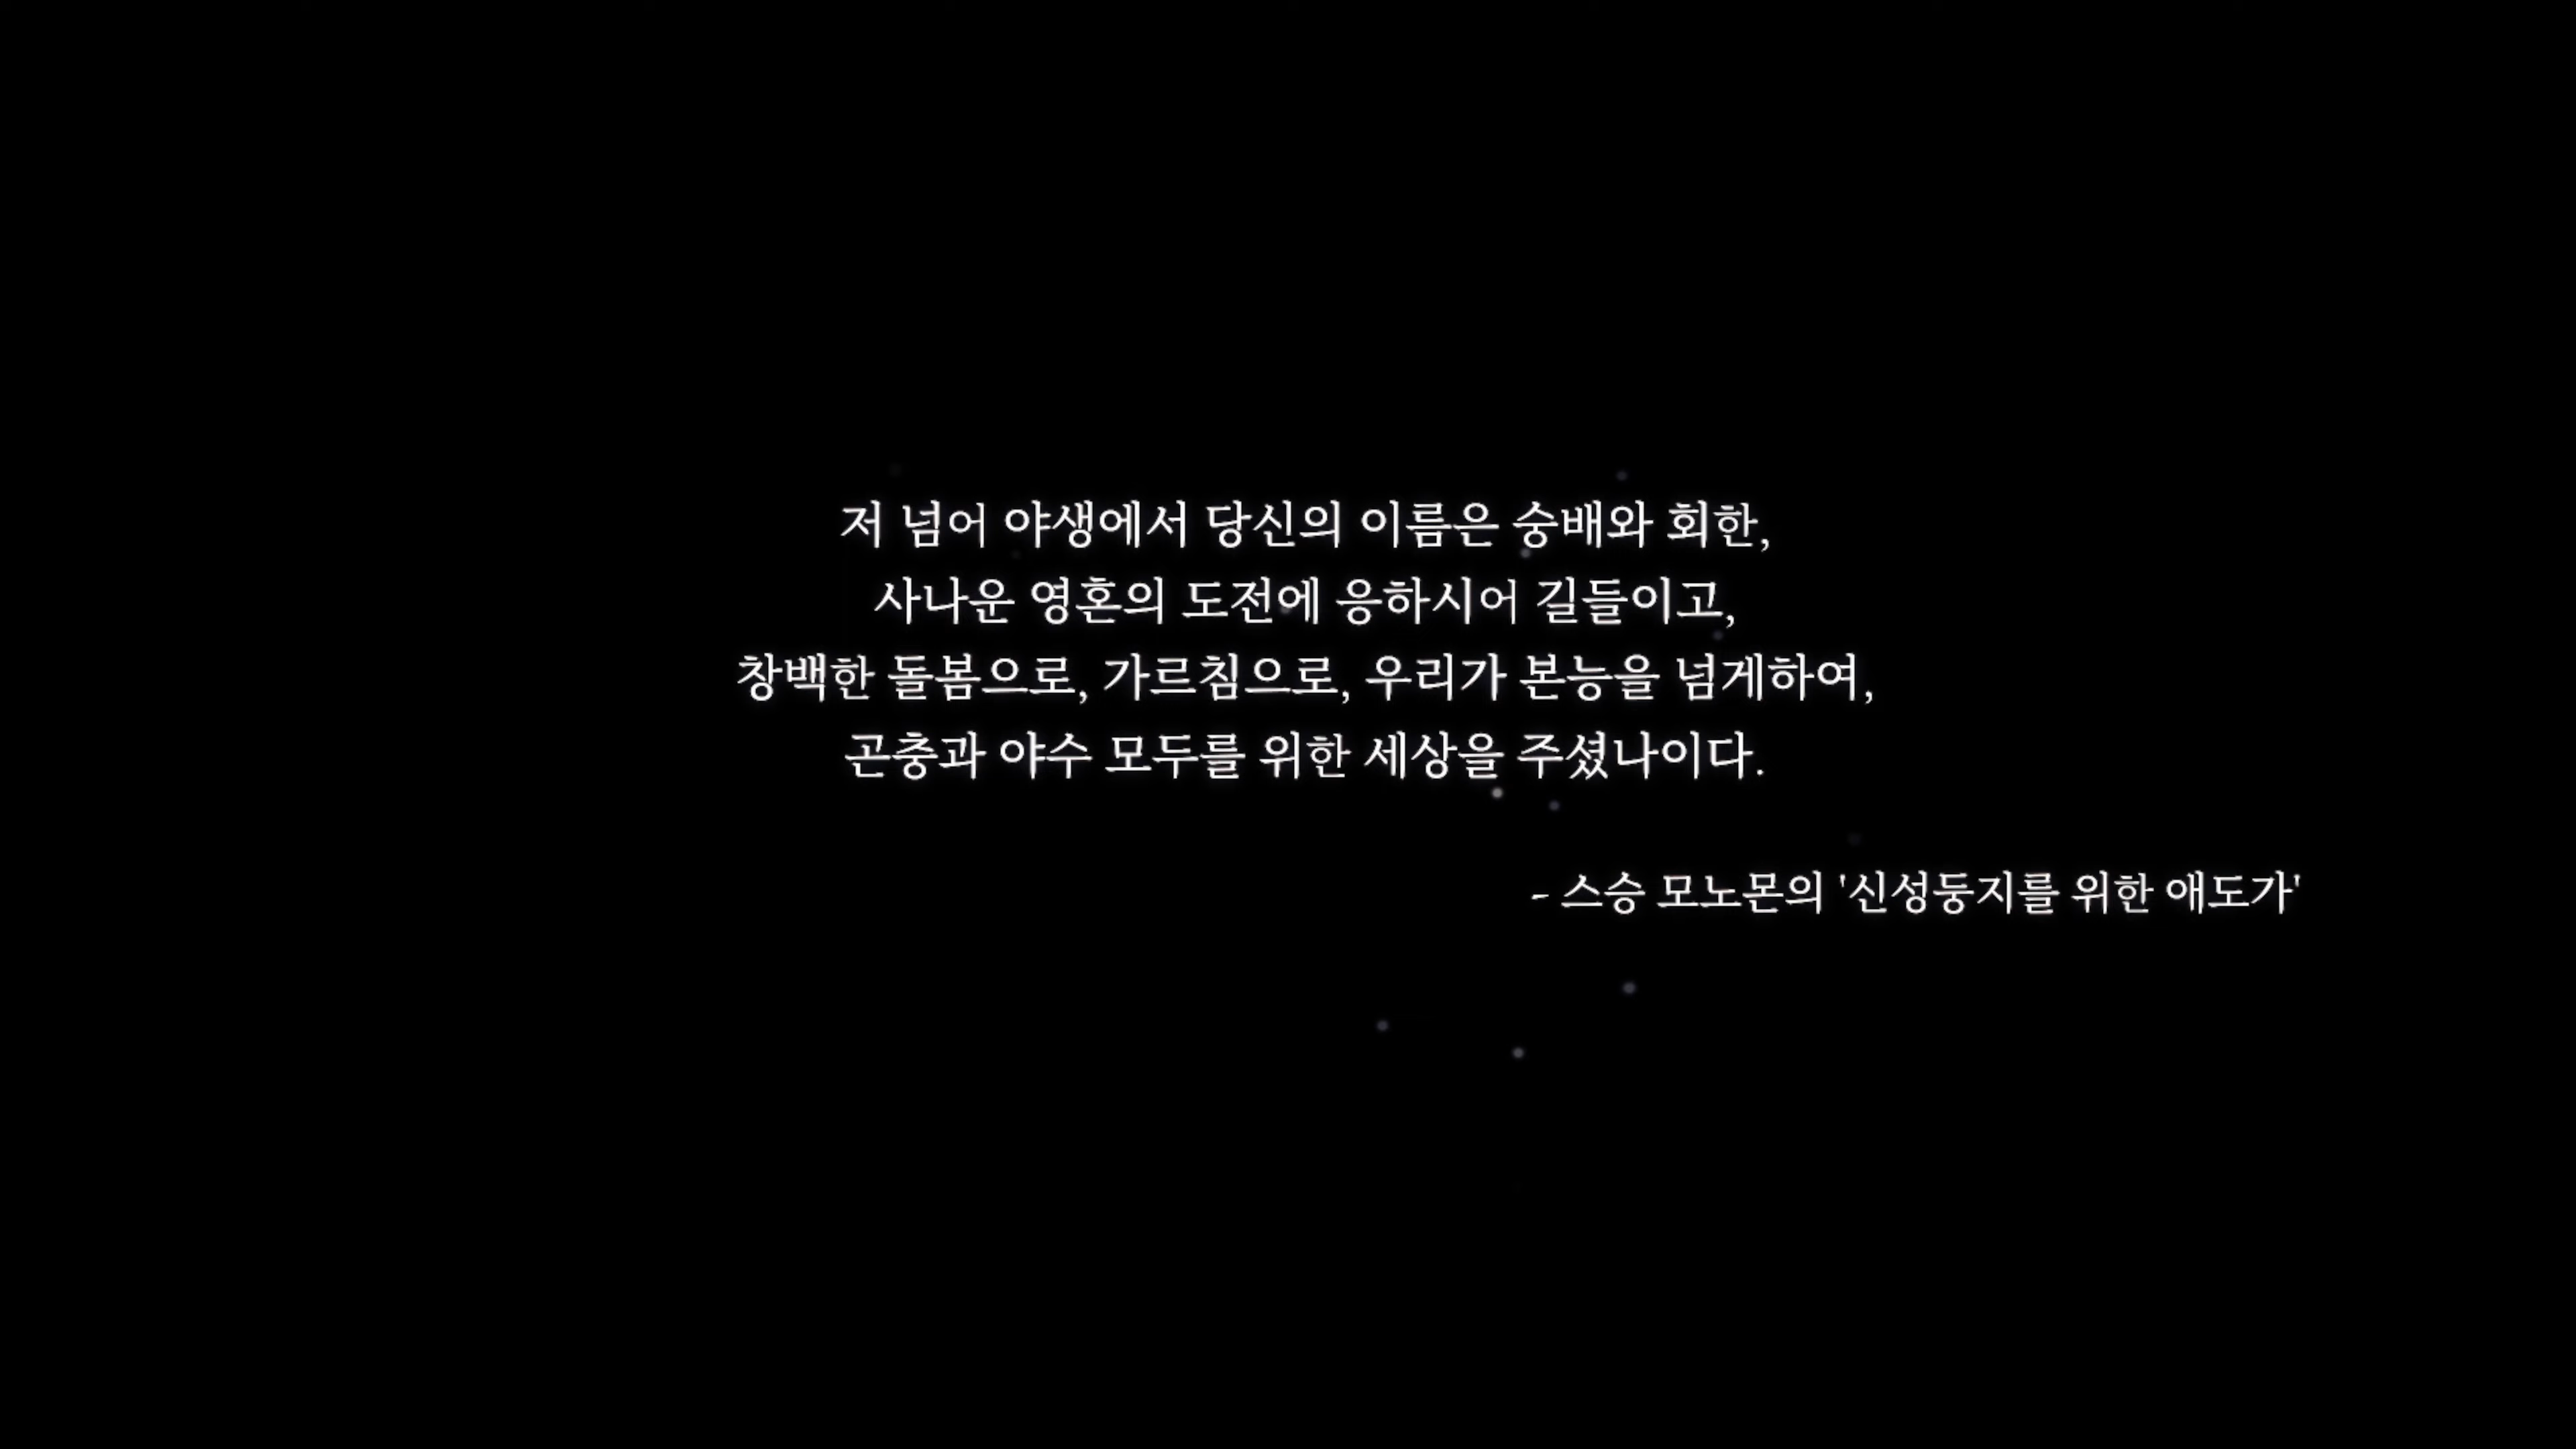 저 넘어 야생에서 당신의 이름은 숭배와 회한,
사나운 영혼의 도전에 응하시어 길들이고,
창백한 돌봄으로, 가르침으로, 우리가 본능을 넘게하여,
곤충과 야수 모두를 위한 세상을 주셨나이다.
- 스승 모노몬의 '신성둥지를 위한 애도가'